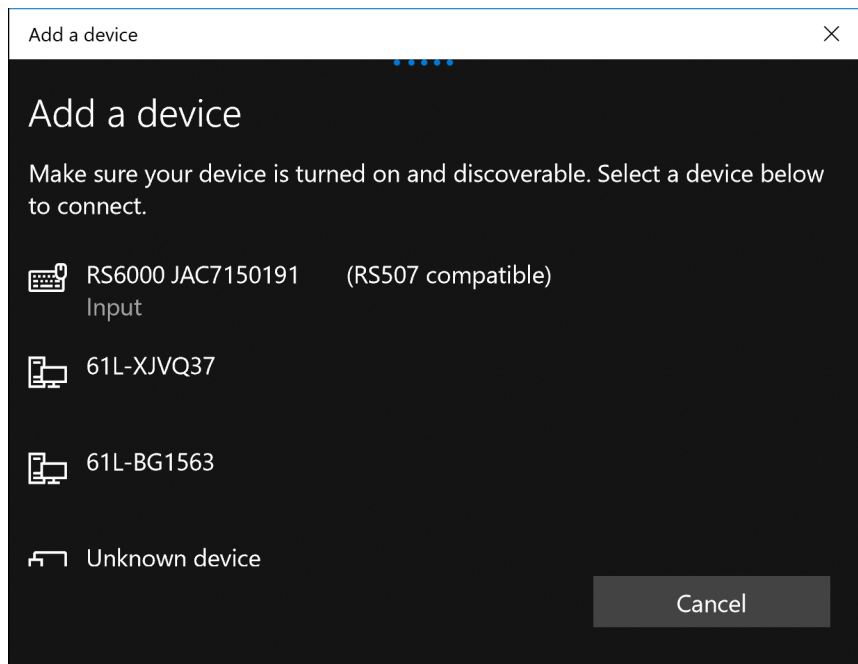 Add a device
Add a device
Make sure your device is turned on and discoverable. Select a device below
to connect.
RS6000 JAC7150191 (RS507 compatible)
Input
61L-XJVQ37
61L-BG1563
Unknown device
Cancel